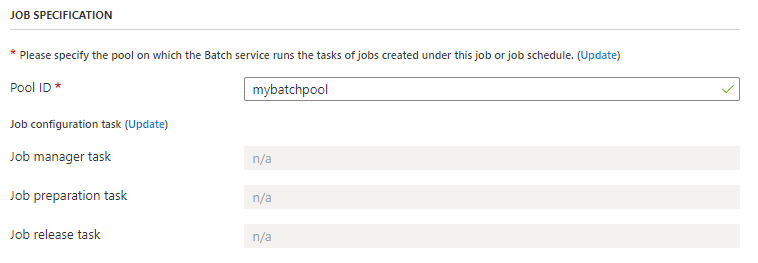 JOB SPECIFICATION
* Please specify the pool on which the Batch service runs the tasks of jobs created under this job or job schedule. (Update)
Pool ID * mybatchpool
Job configuration task (Update)
Job manager task n/a
Job preparation task n/a
Job release task n/a